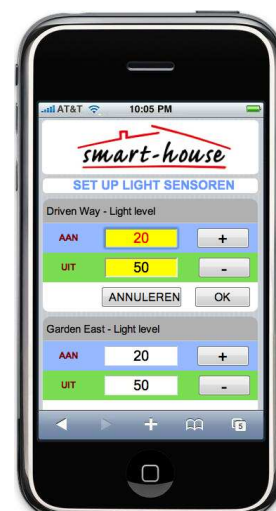 AT&T 10:05 PM
smart-house
SET UP LIGHT SENSOREN
Driven Way - Light level
AAN 20 +
UIT 50 -
ANNULEREN OK
Garden East - Light level
AAN 20 +
UIT 50 -
5